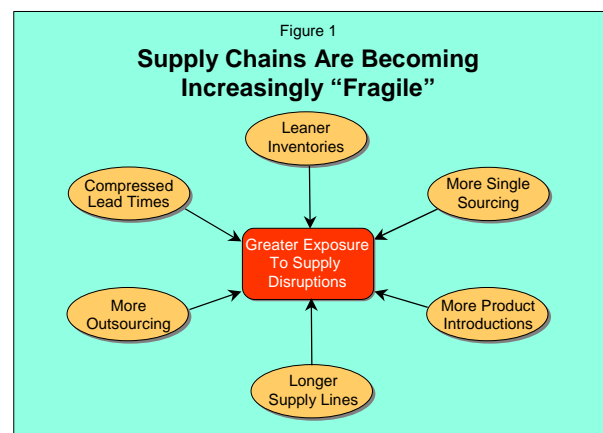 Figure 1
Supply Chains Are Becoming
Increasingly “Fragile”
Leaner
Inventories
Compressed
Lead Times
More Single
Sourcing
Greater Exposure
To Supply
Disruptions
More
Outsourcing
More Product
Introductions
Longer
Supply Lines